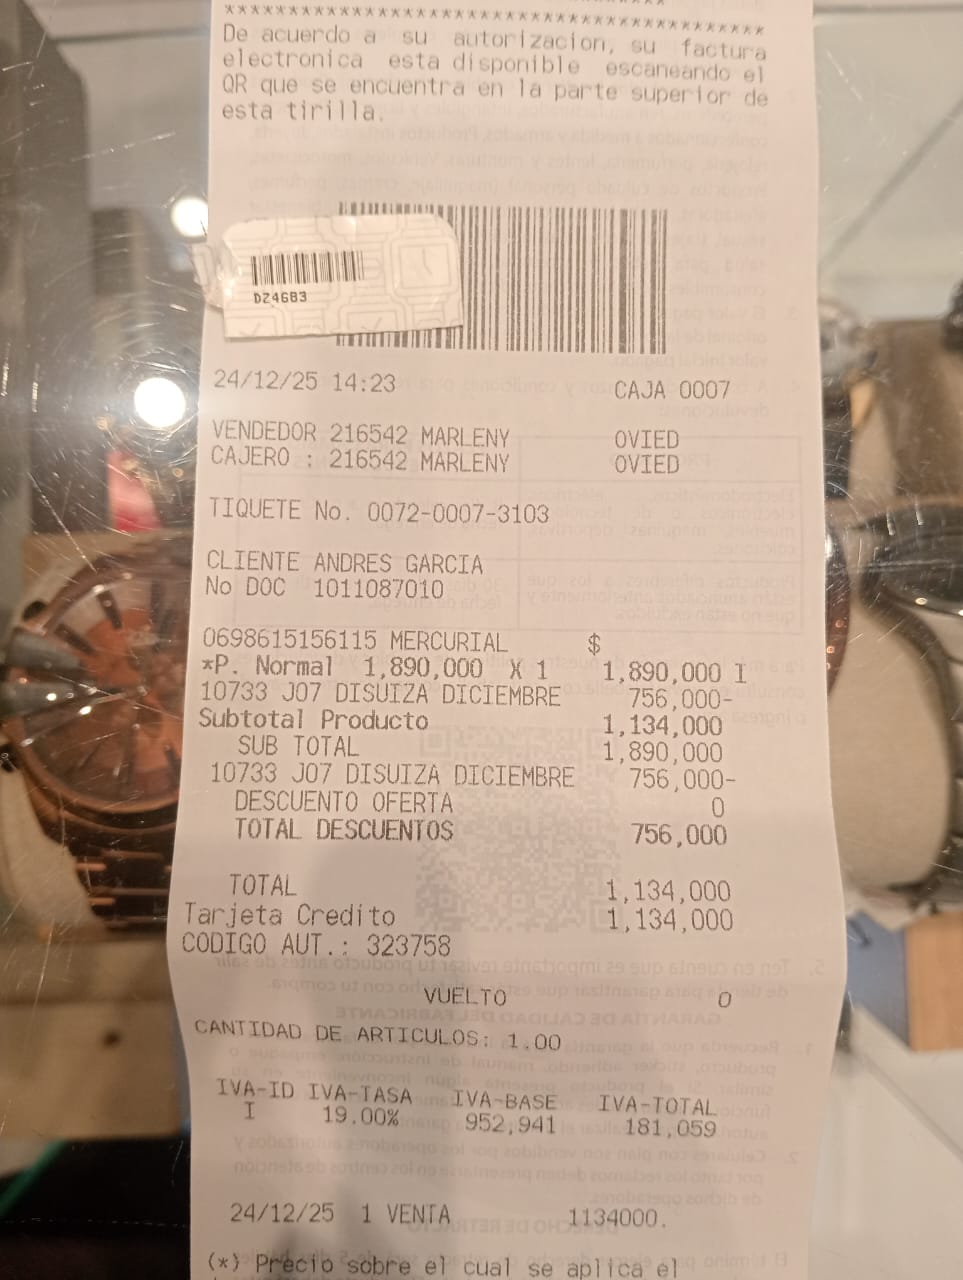 ****************************************
De acuerdo a su autorizacion, su factura
electronica esta disponible escaneando el
QR que se encuentra en la parte superior de
esta tirilla.
DZ46B3
24/12/25 14:23 CAJA 0007
VENDEDOR 216542 MARLENY OVIED
CAJERO : 216542 MARLENY OVIED
TIQUETE No. 0072-0007-3103
CLIENTE ANDRES GARCIA
No DOC 1011087010
0698615156115 MERCURIAL $
*P. Normal 1,890,000 X 1 1,890,000 I
10733 J07 DISUIZA DICIEMBRE 756,000-
Subtotal Producto 1,134,000
SUB TOTAL 1,890,000
10733 J07 DISUIZA DICIEMBRE 756,000-
DESCUENTO OFERTA 0
TOTAL DESCUENTOS 756,000
TOTAL 1,134,000
Tarjeta Credito 1,134,000
CODIGO AUT.: 323758
VUELTO 0
CANTIDAD DE ARTICULOS: 1.00
IVA-ID IVA-TASA IVA-BASE IVA-TOTAL
I 19.00% 952,941 181,059
24/12/25 1 VENTA 1134000.
(*) Precio sobre el cual se aplica el